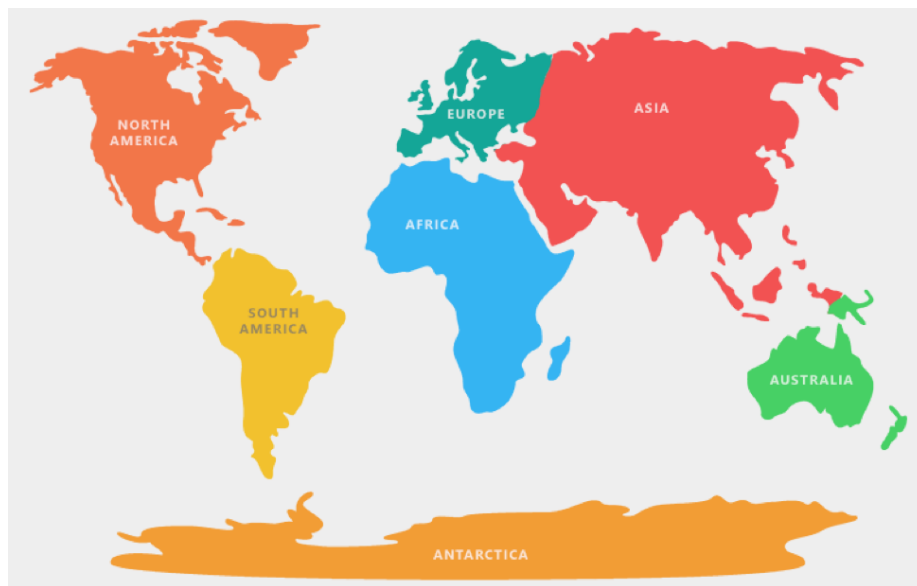 NORTH
AMERICA
EUROPE
ASIA
AFRICA
SOUTH
AMERICA
AUSTRALIA
ANTARCTICA